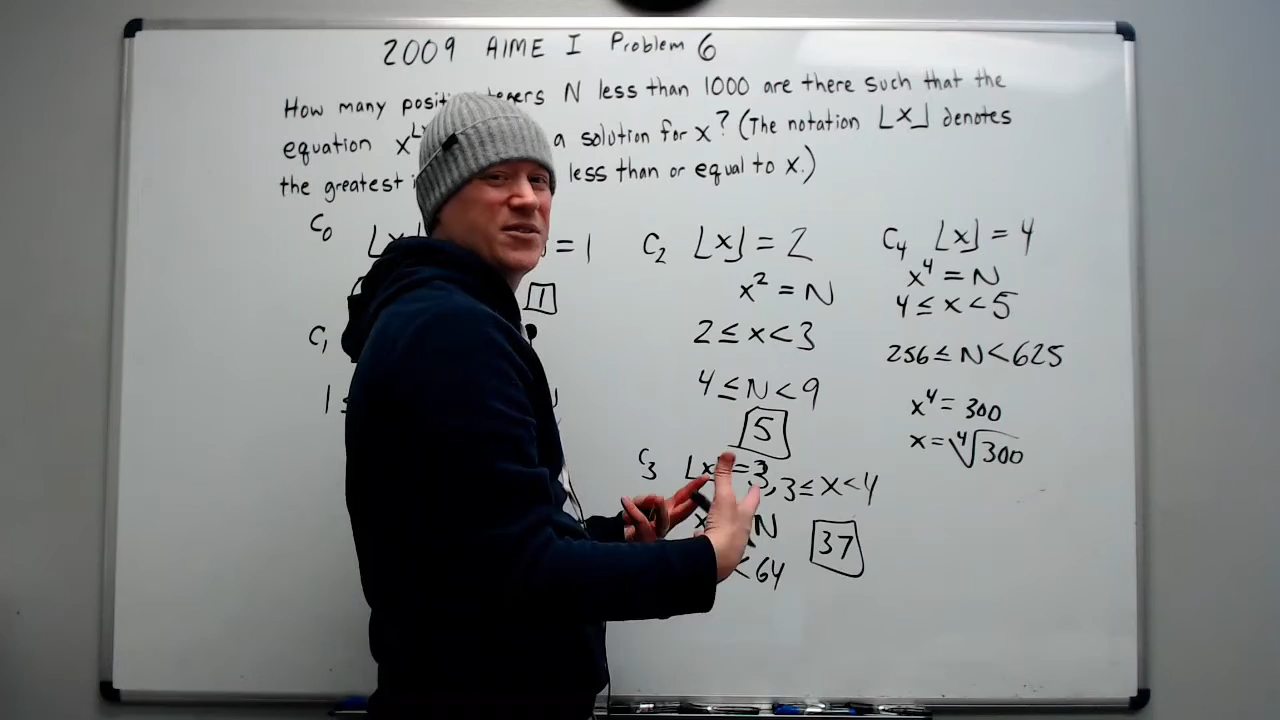 2009 AIME I Problem 6
How many N less than 1000 are there such that the
equation a solution for x? (The notation ⌊x⌋ denotes
the greatest less than or equal to x.)
C0
= 1
1
C1
1 ≤
C2 ⌊x⌋ = 2
x² = N
2 ≤ x < 3
4 ≤ N < 9
5
C3 = 3, 3 ≤ x < 4
N
< 64
37
C4 ⌊x⌋ = 4
x⁴ = N
4 ≤ x < 5
256 ≤ N < 625
x⁴ = 300
x = ⁴√300